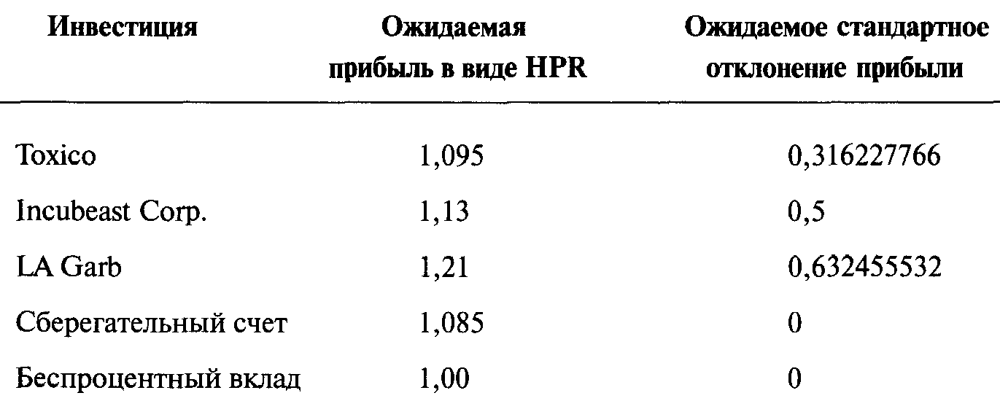 Инвестиция Ожидаемая Ожидаемое стандартное
прибыль в виде HPR отклонение прибыли
Toxico 1,095 0,316227766
Incubeast Corp. 1,13 0,5
LA Garb 1,21 0,632455532
Сберегательный счет 1,085 0
Беспроцентный вклад 1,00 0